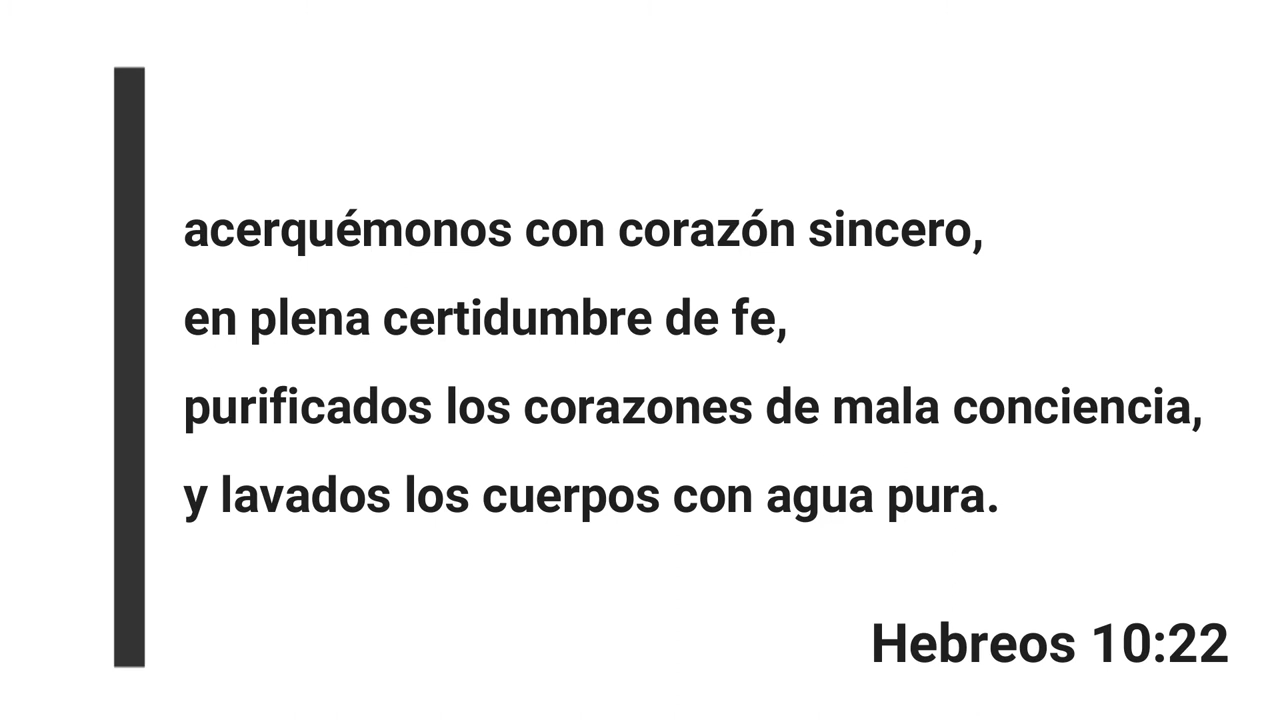 acerquémonos con corazón sincero,
en plena certidumbre de fe,
purificados los corazones de mala conciencia,
y lavados los cuerpos con agua pura.
Hebreos 10:22